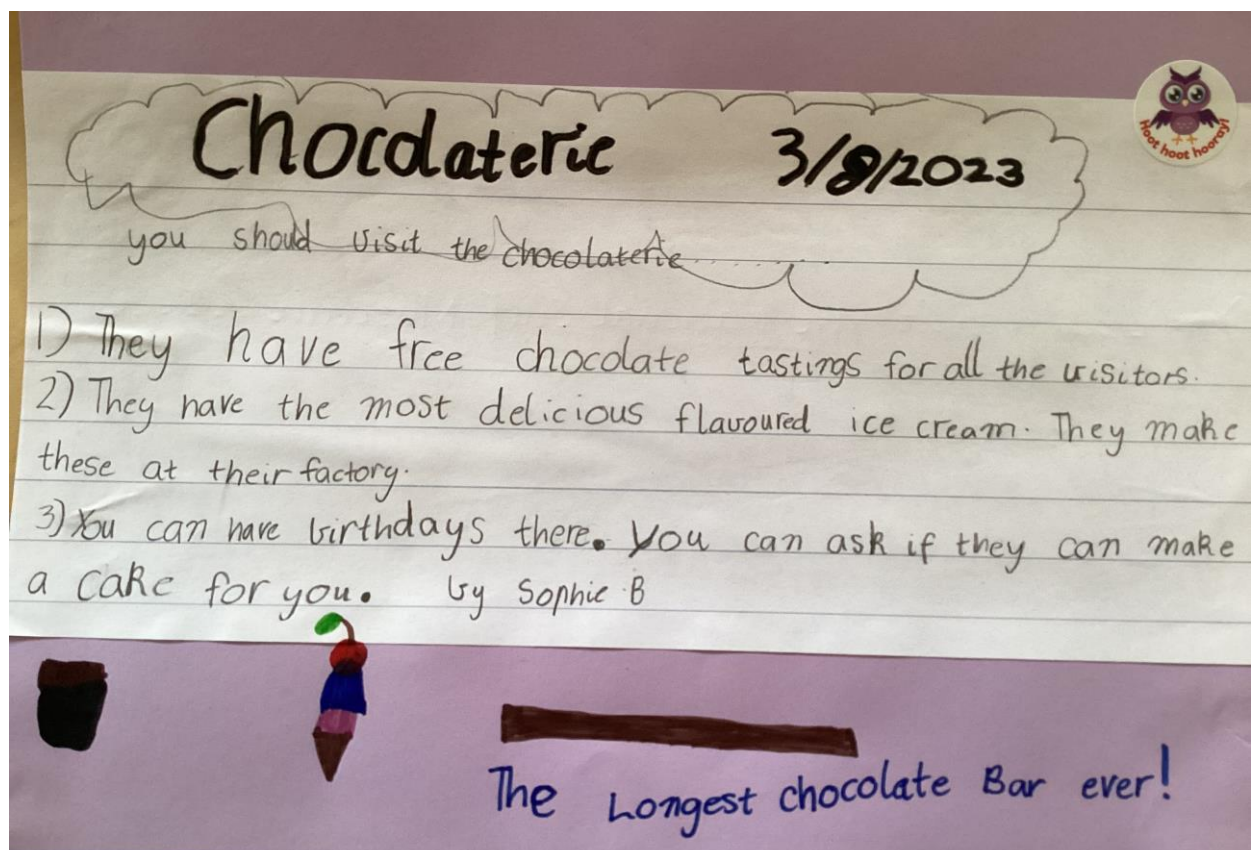 Chocolaterie 3/8/2023
Hoot hoot hooray!
you should visit the chocolaterie.......
1) They have free chocolate tastings for all the visitors.
2) They have the most delicious flavoured ice cream. They make
these at their factory.
3) You can have birthdays there. You can ask if they can make
a cake for you. by Sophie B
The Longest chocolate Bar ever!